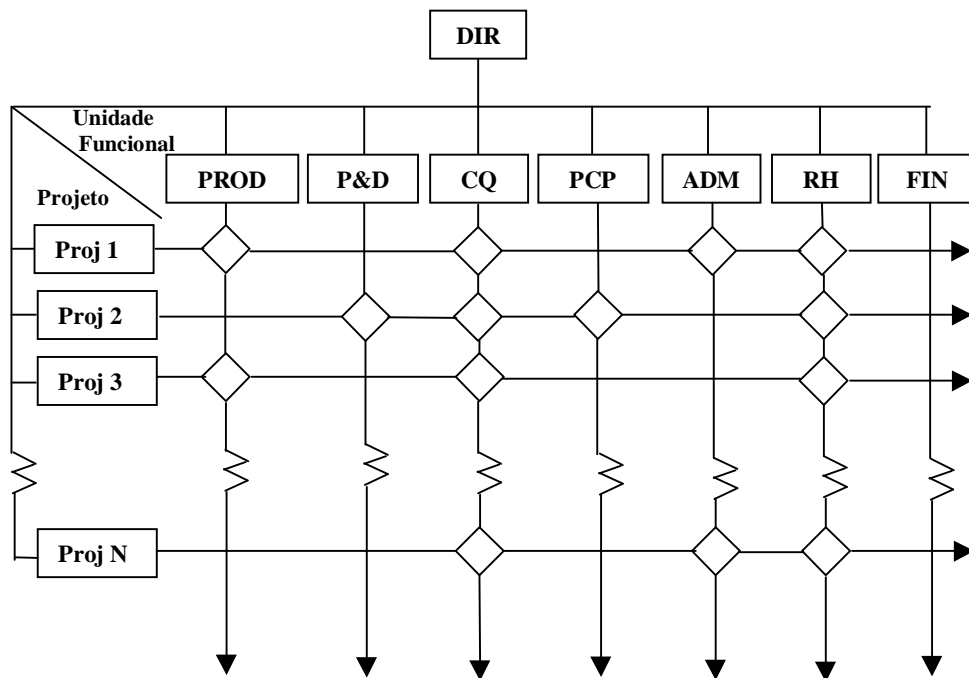 DIR
Unidade
Funcional
PROD
P&D
CQ
PCP
ADM
RH
FIN
Projeto
Proj 1
Proj 2
Proj 3
Proj N